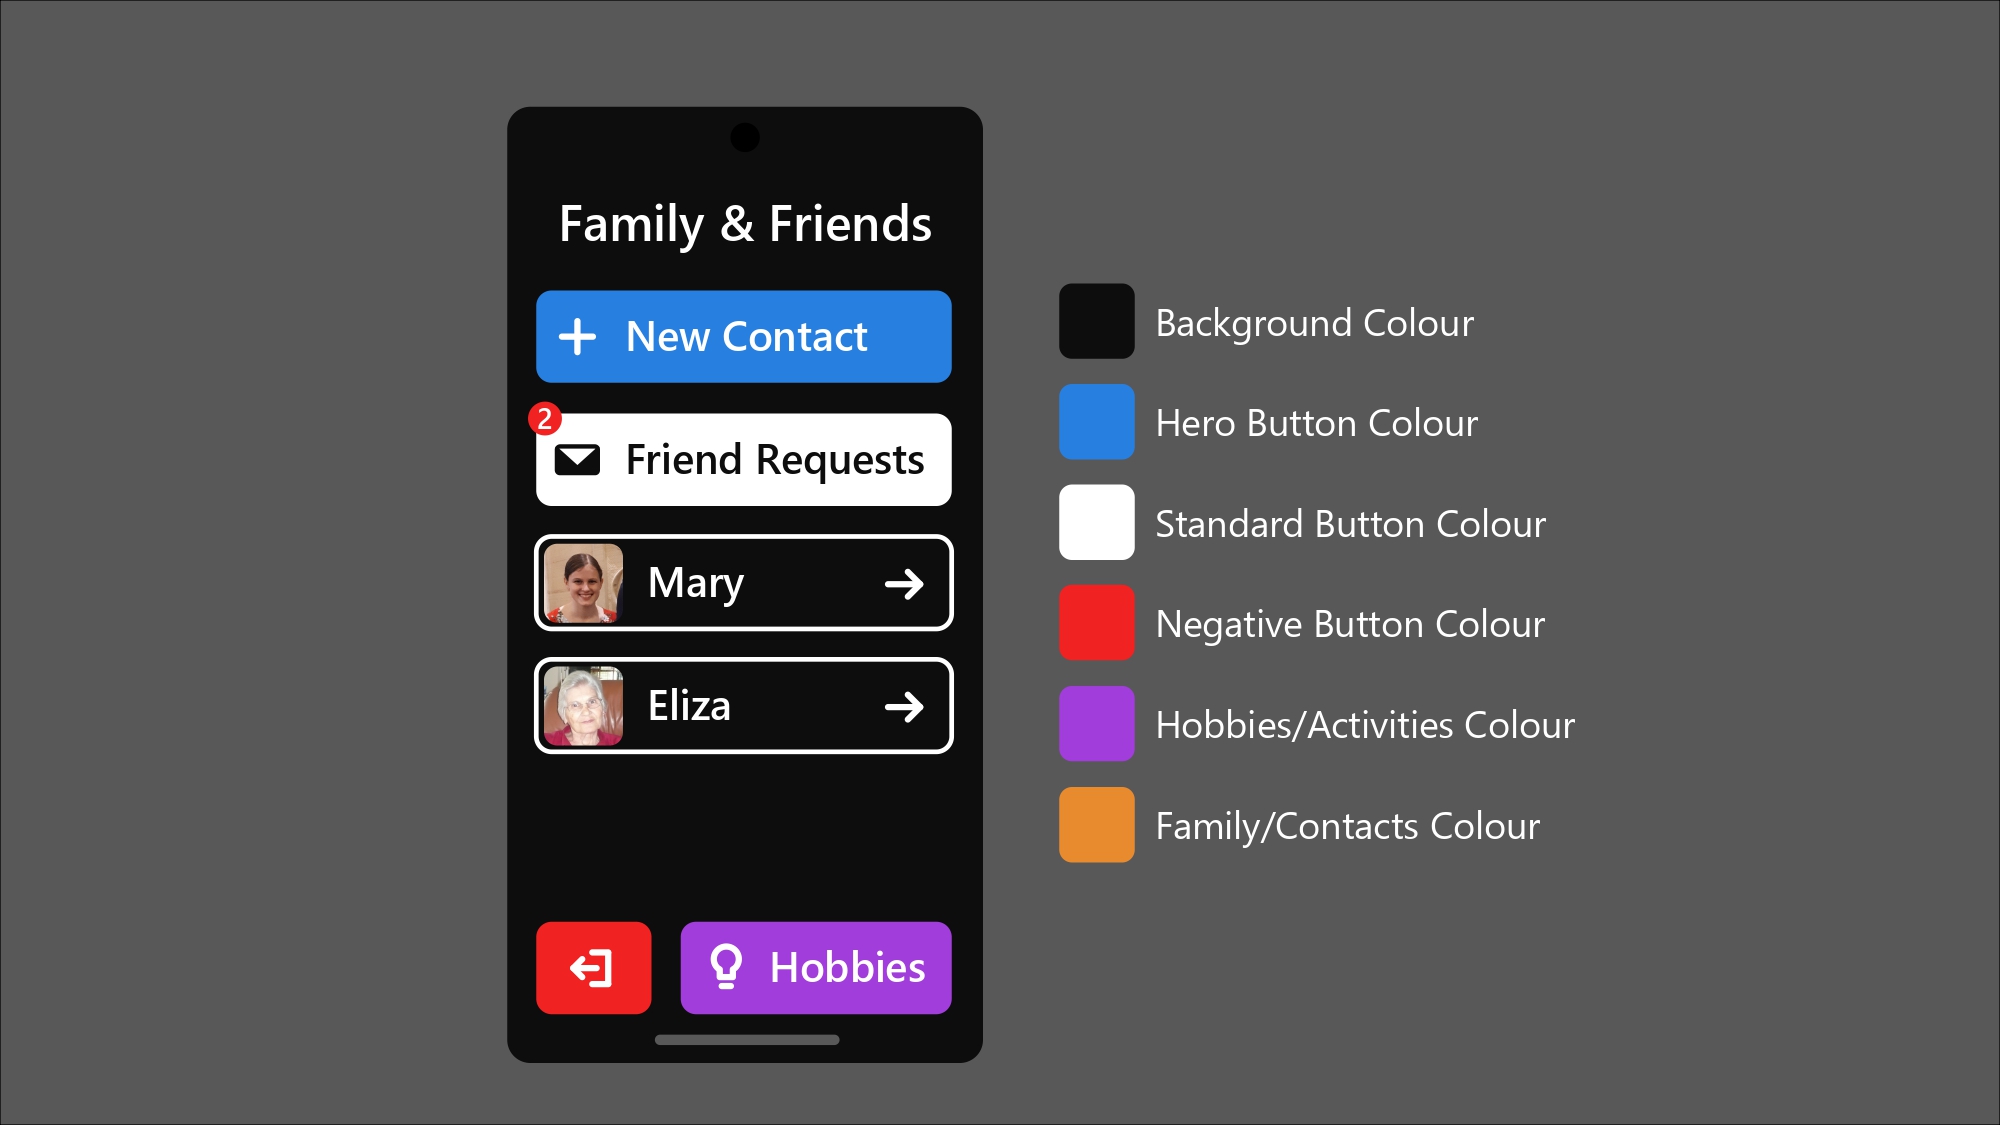 Family & Friends
New Contact
2
Friend Requests
Mary
Eliza
Hobbies
Background Colour
Hero Button Colour
Standard Button Colour
Negative Button Colour
Hobbies/Activities Colour
Family/Contacts Colour